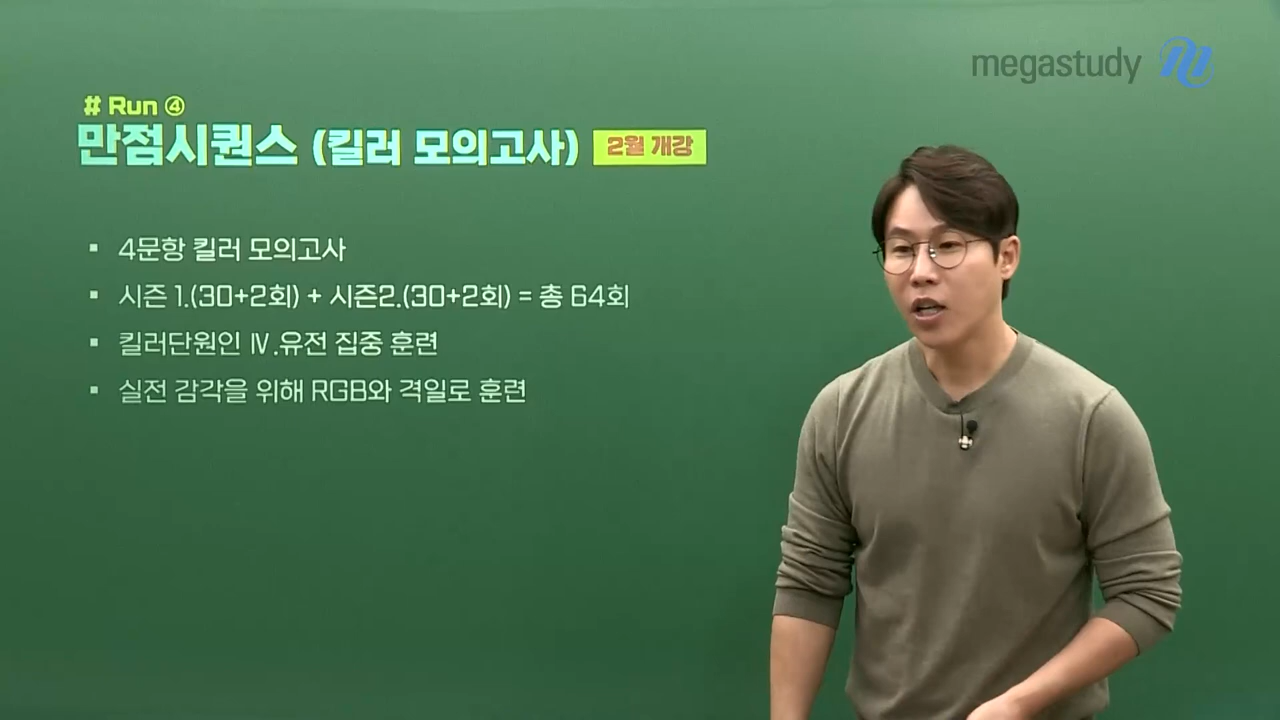 megastudy
# Run ④
만점시퀀스 (킬러 모의고사) 2월 개강
▪ 4문항 킬러 모의고사
▪ 시즌 1.(30+2회) + 시즌2.(30+2회) = 총 64회
▪ 킬러단원인 Ⅳ.유전 집중 훈련
▪ 실전 감각을 위해 RGB와 격일로 훈련